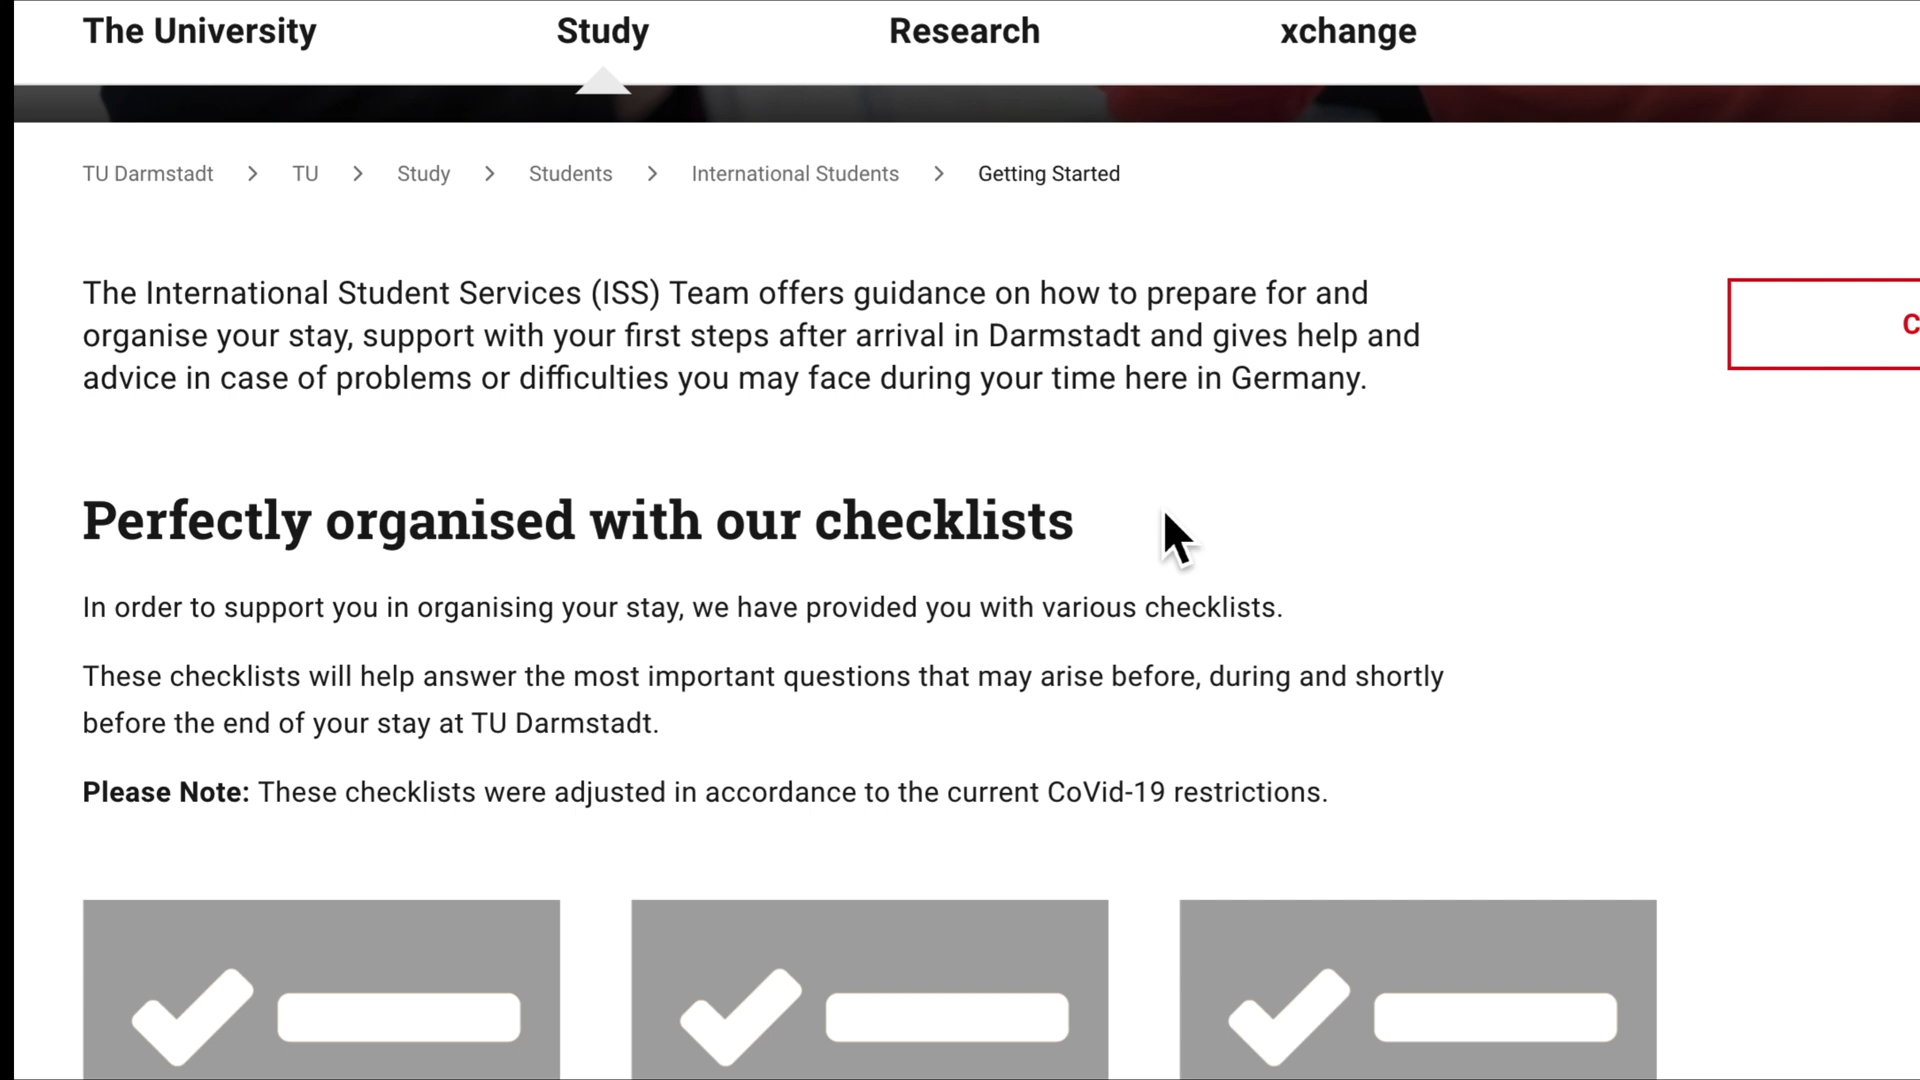 The University
Study
Research
xchange
TU Darmstadt > TU > Study > Students > International Students > Getting Started
The International Student Services (ISS) Team offers guidance on how to prepare for and
organise your stay, support with your first steps after arrival in Darmstadt and gives help and
advice in case of problems or difficulties you may face during your time here in Germany.
Perfectly organised with our checklists
In order to support you in organising your stay, we have provided you with various checklists.
These checklists will help answer the most important questions that may arise before, during and shortly
before the end of your stay at TU Darmstadt.
Please Note: These checklists were adjusted in accordance to the current CoVid-19 restrictions.